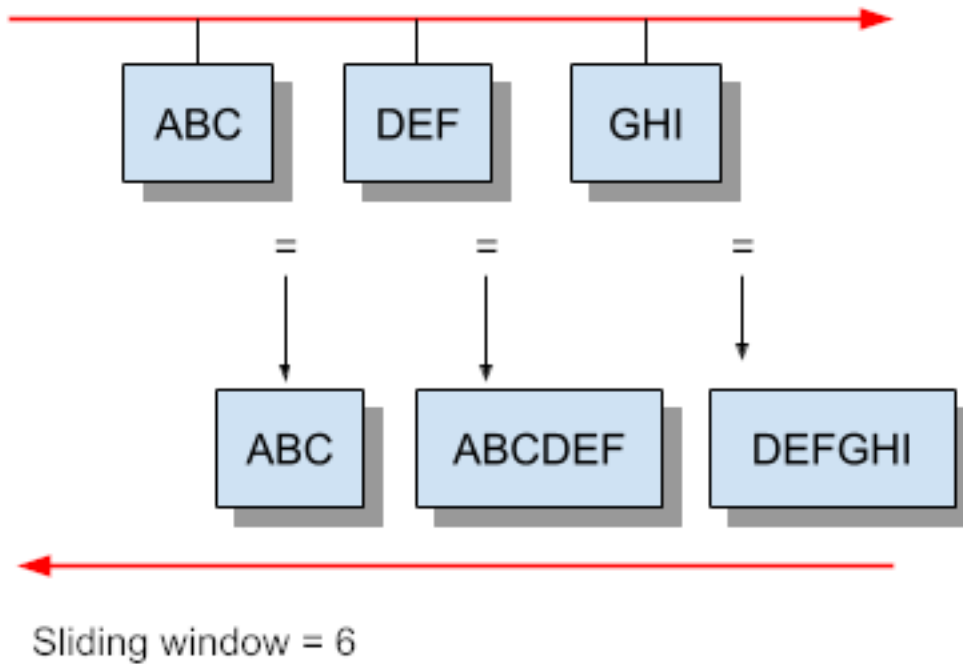 ABC DEF GHI
= = =
ABC ABCDEF DEFGHI
Sliding window = 6